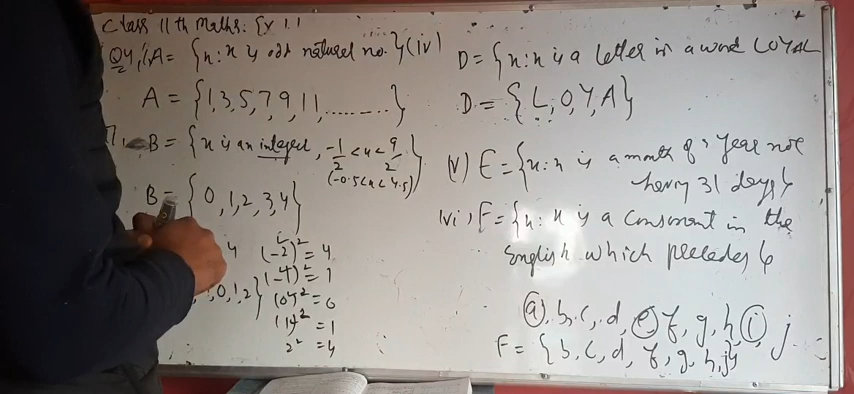 Class 11th Maths: Ex 1.1
Q4, i, A = {x : x is odd natural no.}
A = {1, 3, 5, 7, 9, 11, ..........}
B = {x is an integer, -1/2 < x < 9/2}
(-0.5 < x < 4.5)
B = {0, 1, 2, 3, 4}
4 (-2)² = 4
(-1)² = 1
0, 1, 2} (0)² = 0
(1)² = 1
2² = 4
(iv) D = {x : x is a letter in a word LOYAL
D = {L, O, Y, A}
(v) E = {x : x is a month of a year not
having 31 days}
(vi) F = {x : x is a consonant in the
English which precedes k
a, b, c, d, e, f, g, h, i, j
F = {b, c, d, f, g, h, j}